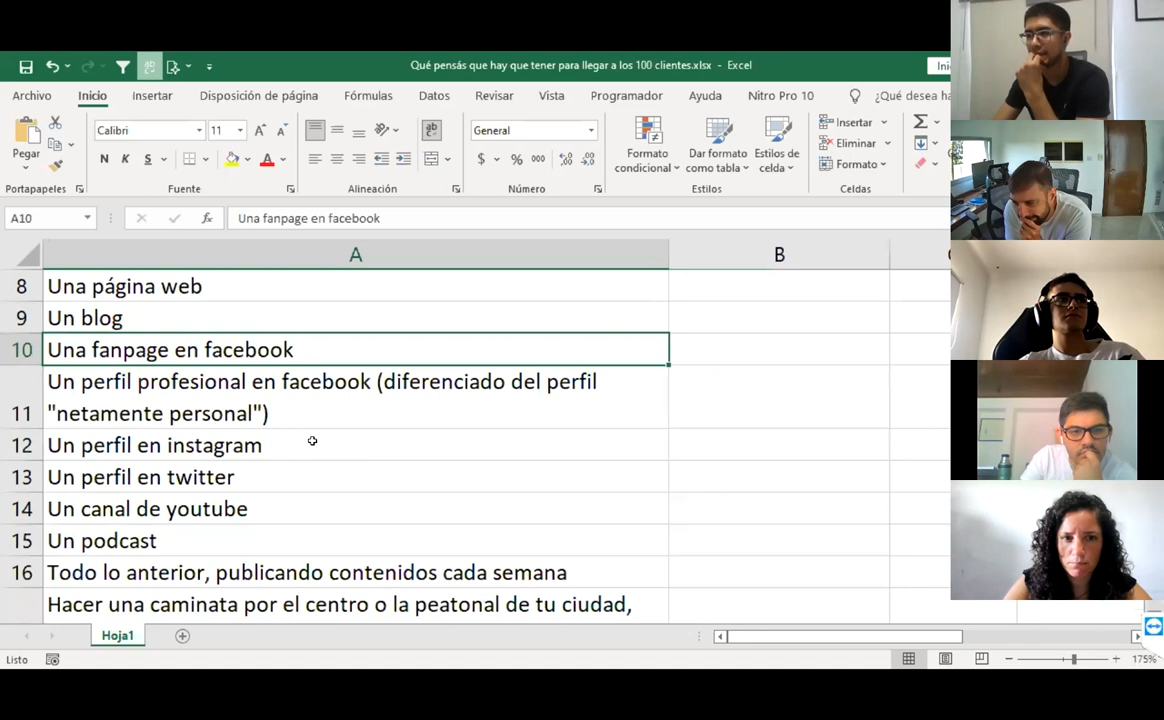 Qué pensás que hay que tener para llegar a los 100 clientes.xlsx - Excel
Archivo Inicio Insertar Disposición de página Fórmulas Datos Revisar Vista Programador Ayuda Nitro Pro 10 ¿Qué desea
Pegar
Calibri 11
N K S
General
$ % 000
Formato condicional
Dar formato como tabla
Estilos de celda
Insertar
Eliminar
Formato
Portapapeles Fuente Alineación Número Estilos Celdas
A10 fx Una fanpage en facebook
A B
8 Una página web
9 Un blog
10 Una fanpage en facebook
Un perfil profesional en facebook (diferenciado del perfil
11 "netamente personal")
12 Un perfil en instagram
13 Un perfil en twitter
14 Un canal de youtube
15 Un podcast
16 Todo lo anterior, publicando contenidos cada semana
Hacer una caminata por el centro o la peatonal de tu ciudad,
Hoja1
Listo
175%